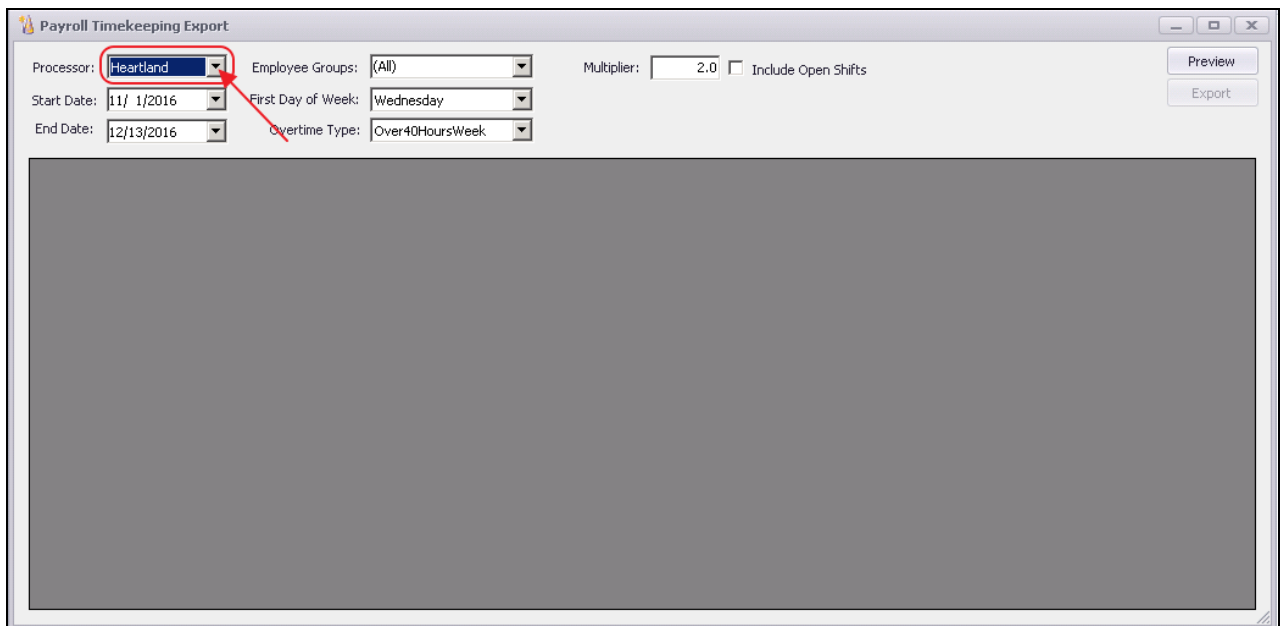 Payroll Timekeeping Export
Processor: Heartland Employee Groups: (All) Multiplier: 2.0 Include Open Shifts Preview
Start Date: 11/ 1/2016 First Day of Week: Wednesday Export
End Date: 12/13/2016 Overtime Type: Over40HoursWeek